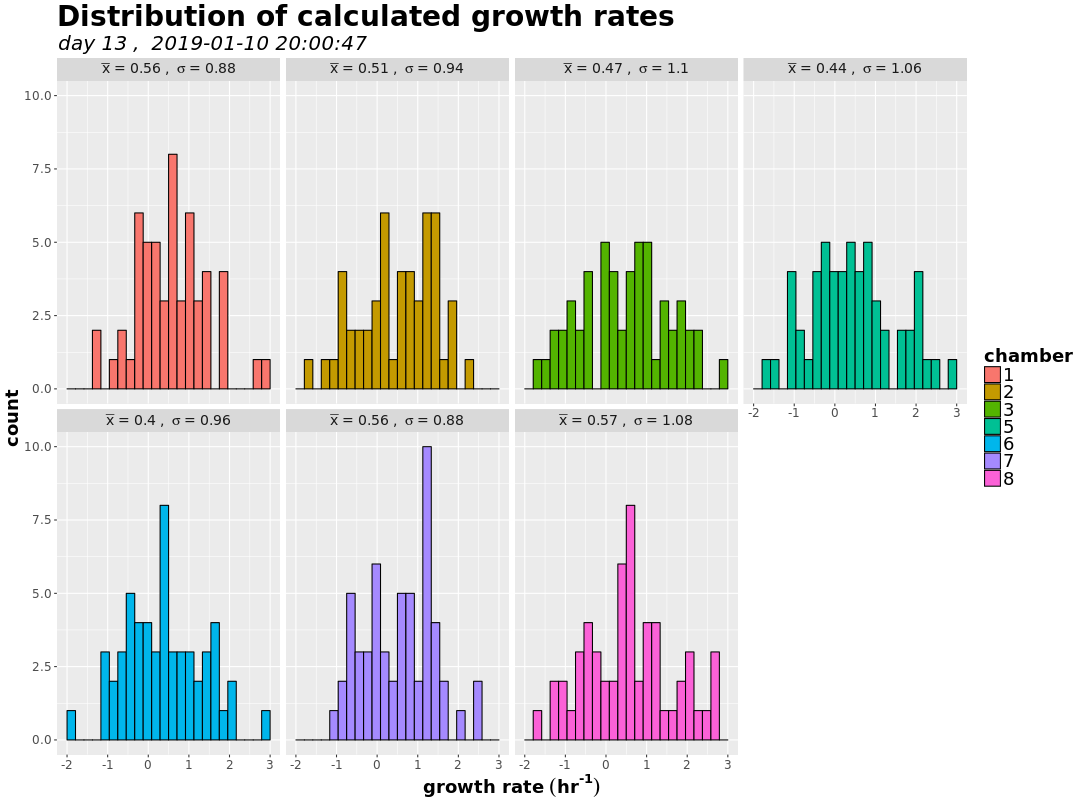 Distribution of calculated growth rates
day 13 ,  2019-01-10 20:00:47
x̅ = 0.56 ,  σ = 0.88
x̅ = 0.51 ,  σ = 0.94
x̅ = 0.47 ,  σ = 1.1
x̅ = 0.44 ,  σ = 1.06
10.0
7.5
5.0
2.5
0.0
-2 -1 0 1 2 3
x̅ = 0.4 ,  σ = 0.96
x̅ = 0.56 ,  σ = 0.88
x̅ = 0.57 ,  σ = 1.08
10.0
7.5
5.0
2.5
0.0
-2 -1 0 1 2 3
-2 -1 0 1 2 3
-2 -1 0 1 2 3
count
growth rate (hr⁻¹)
chamber
1
2
3
5
6
7
8